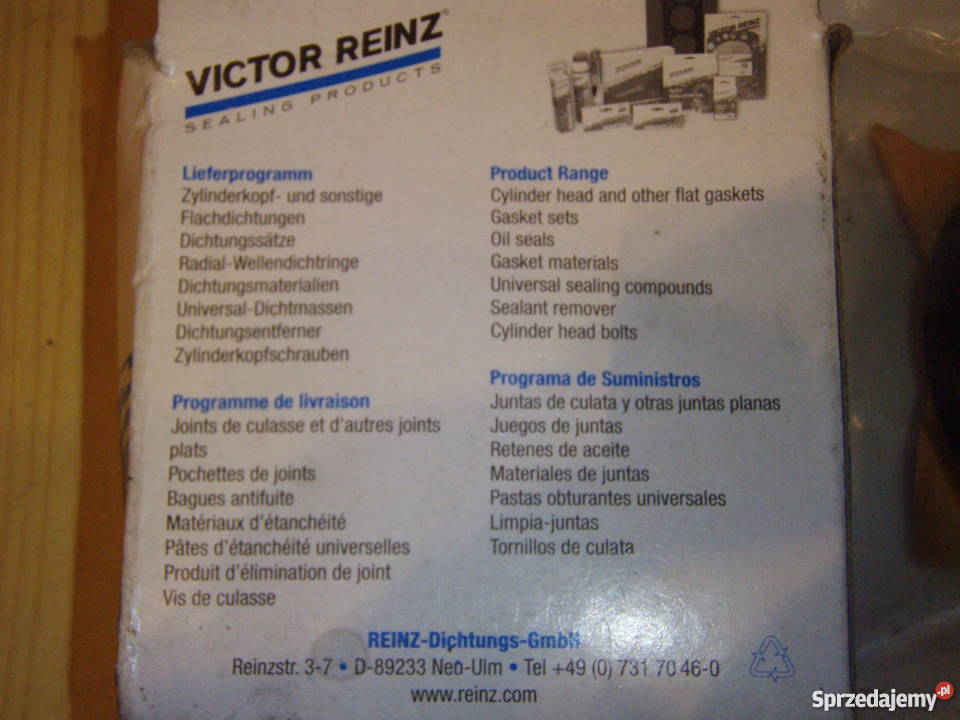 VICTOR REINZ®
SEALING PRODUCTS
VICTOR REINZ
Lieferprogramm
Zylinderkopf- und sonstige
Flachdichtungen
Dichtungssätze
Radial-Wellendichtringe
Dichtungsmaterialien
Universal-Dichtmassen
Dichtungsentferner
Zylinderkopfschrauben
Product Range
Cylinder head and other flat gaskets
Gasket sets
Oil seals
Gasket materials
Universal sealing compounds
Sealant remover
Cylinder head bolts
Programme de livraison
Joints de culasse et d'autres joints
plats
Pochettes de joints
Bagues antifuite
Matériaux d'étanchéité
Pâtes d'étanchéité universelles
Produit d'élimination de joint
Vis de culasse
Programa de Suministros
Juntas de culata y otras juntas planas
Juegos de juntas
Retenes de aceite
Materiales de juntas
Pastas obturantes universales
Limpia-juntas
Tornillos de culata
REINZ-Dichtungs-GmbH
Reinzstr. 3-7 • D-89233 Neu-Ulm • Tel +49 (0) 731 70 46-0
www.reinz.com
Sprzedajemy.pl